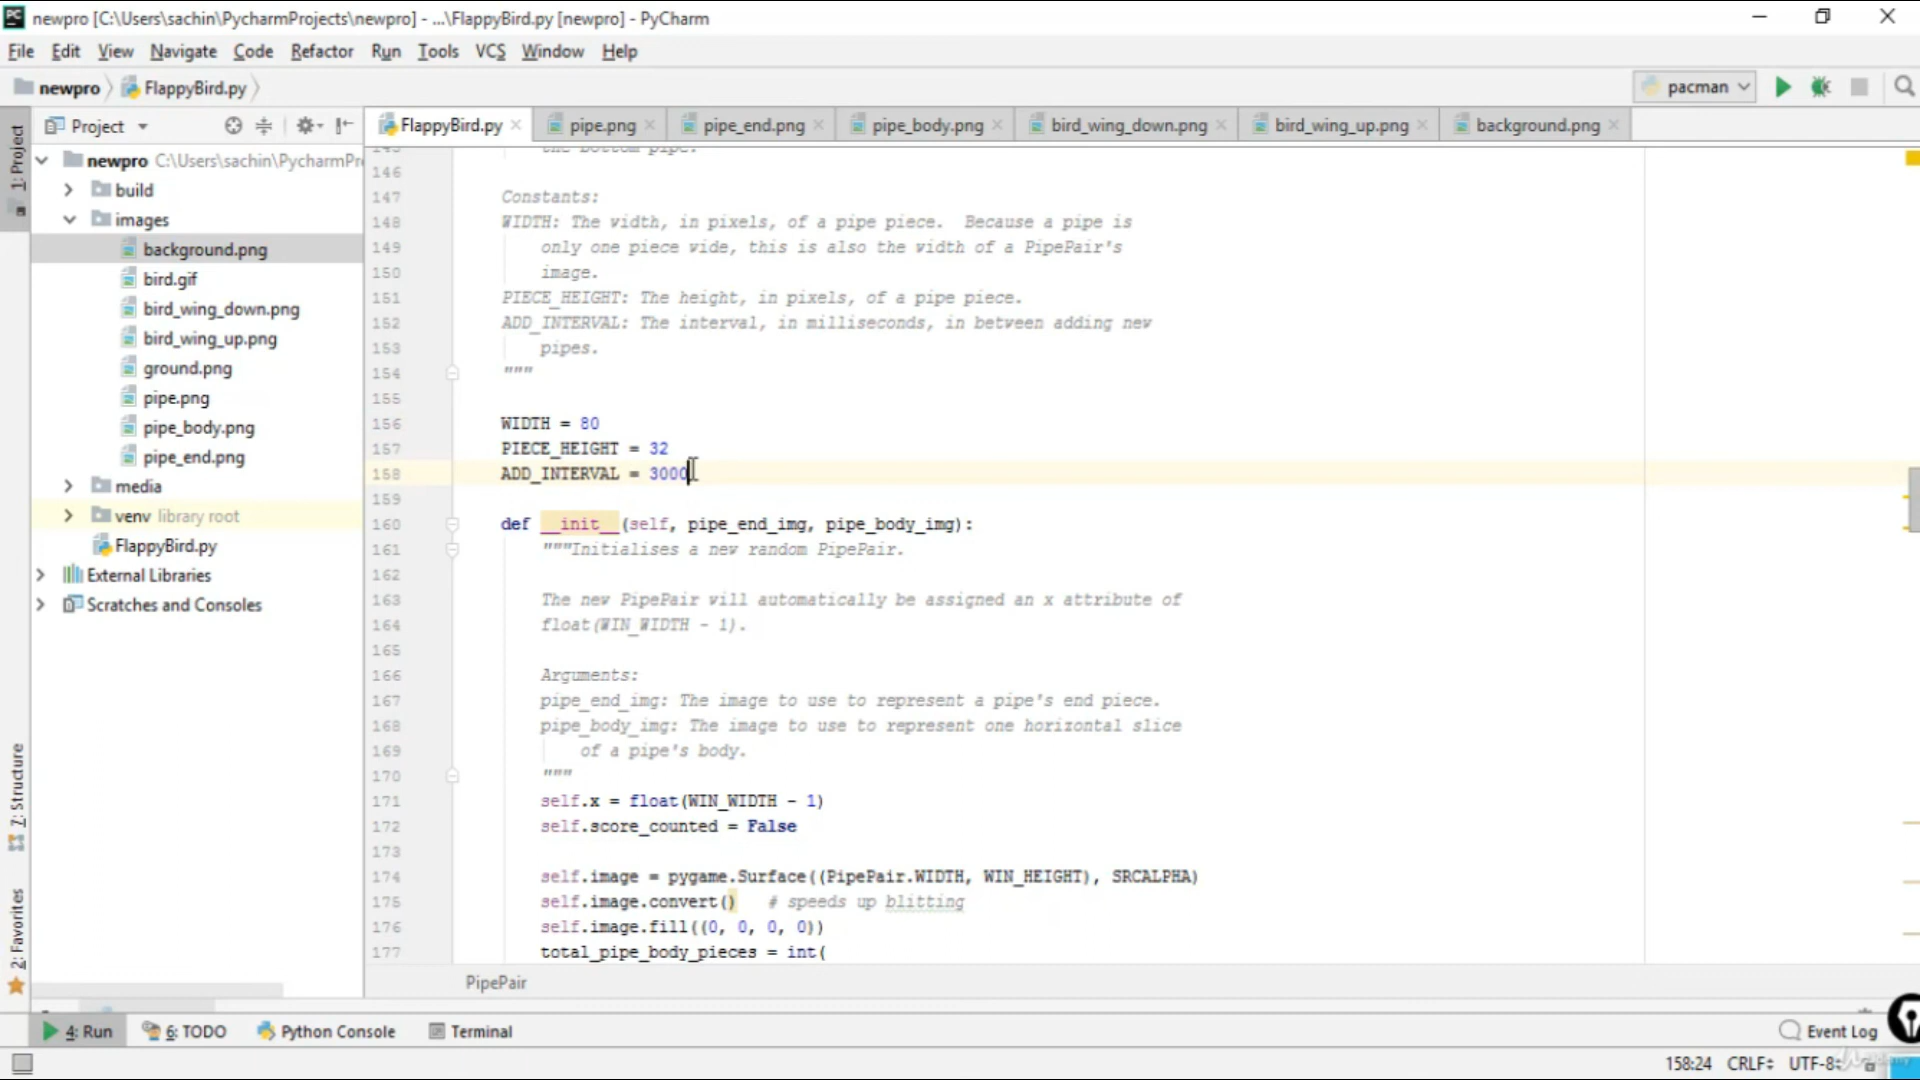 newpro [C:\Users\sachin\PycharmProjects\newpro] - ...\FlappyBird.py [newpro] - PyCharm
File Edit View Navigate Code Refactor Run Tools VCS Window Help
newpro FlappyBird.py pacman
Project FlappyBird.py pipe.png pipe_end.png pipe_body.png bird_wing_down.png bird_wing_up.png background.png
1: Project
7: Structure
2: Favorites
newpro C:\Users\sachin\PycharmPr
build
images
background.png
bird.gif
bird_wing_down.png
bird_wing_up.png
ground.png
pipe.png
pipe_body.png
pipe_end.png
media
venv library root
FlappyBird.py
External Libraries
Scratches and Consoles
the bottom pipe.
146
147 Constants:
148 WIDTH: The width, in pixels, of a pipe piece. Because a pipe is
149 only one piece wide, this is also the width of a PipePair's
150 image.
151 PIECE_HEIGHT: The height, in pixels, of a pipe piece.
152 ADD_INTERVAL: The interval, in milliseconds, in between adding new
153 pipes.
154 """
155
156 WIDTH = 80
157 PIECE_HEIGHT = 32
158 ADD_INTERVAL = 3000
159
160 def __init__(self, pipe_end_img, pipe_body_img):
161 """Initialises a new random PipePair.
162
163 The new PipePair will automatically be assigned an x attribute of
164 float(WIN_WIDTH - 1).
165
166 Arguments:
167 pipe_end_img: The image to use to represent a pipe's end piece.
168 pipe_body_img: The image to use to represent one horizontal slice
169 of a pipe's body.
170 """
171 self.x = float(WIN_WIDTH - 1)
172 self.score_counted = False
173
174 self.image = pygame.Surface((PipePair.WIDTH, WIN_HEIGHT), SRCALPHA)
175 self.image.convert() # speeds up blitting
176 self.image.fill((0, 0, 0, 0))
177 total_pipe_body_pieces = int(
PipePair
4: Run 6: TODO Python Console Terminal Event Log
158:24 CRLF UTF-8